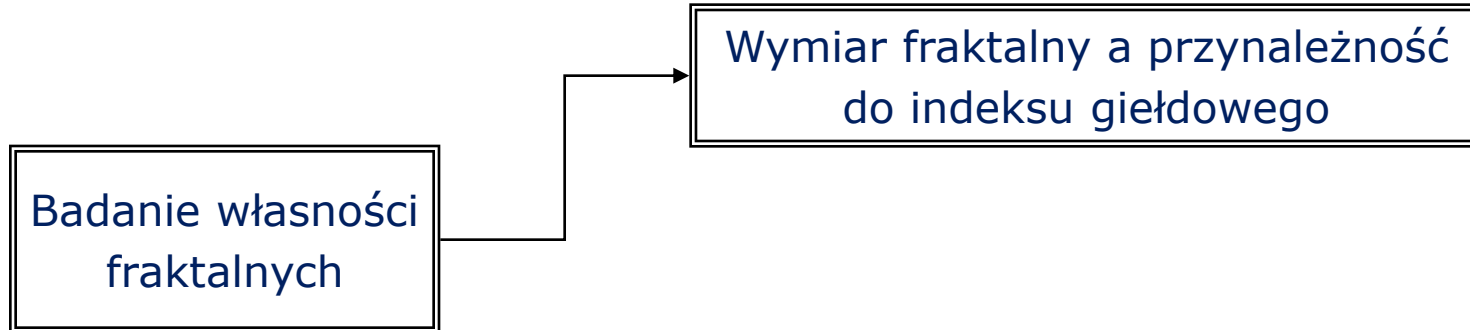 Wymiar fraktalny a przynależność
do indeksu giełdowego
Badanie własności
fraktalnych